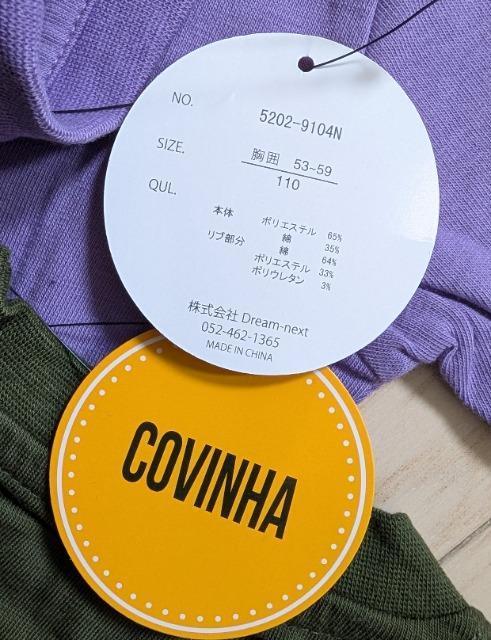 NO. 5202-9104N
SIZE. 胸囲 53~59
110
QUL.
本体 ポリエステル 65%
綿 35%
リブ部分 綿 64%
ポリエステル 33%
ポリウレタン 3%
株式会社 Dream-next
052-462-1365
MADE IN CHINA
COVINHA